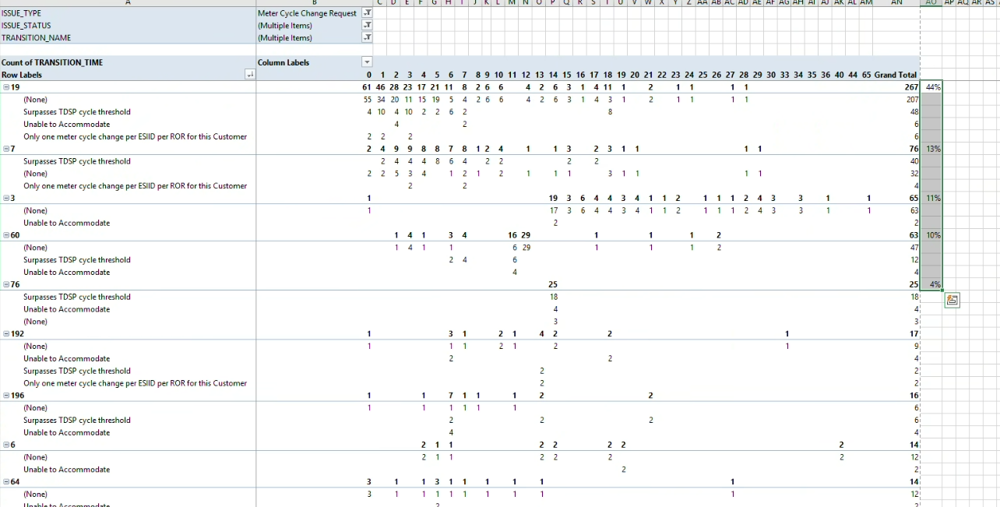 A B C D E F G H I J K L M N O P Q R S T U V W X Y Z AA AB AC AD AE AF AG AH AI AJ AK AL AM AN AO AP AQ AR AS
ISSUE_TYPE Meter Cycle Change Request
ISSUE_STATUS (Multiple Items)
TRANSITION_NAME (Multiple Items)
Count of TRANSITION_TIME Column Labels
Row Labels 0 1 2 3 4 5 6 7 8 9 10 11 12 13 14 15 16 17 18 19 20 21 22 23 24 25 26 27 28 29 30 33 34 35 36 40 44 65 Grand Total
19 61 46 28 23 17 21 11 8 2 6 6 4 2 6 3 1 4 11 1 2 1 1 1 1 267 44%
(None) 55 34 20 11 15 19 5 4 2 6 6 4 2 6 3 1 4 3 1 2 1 1 1 1 207
Surpasses TDSP cycle threshold 4 10 4 10 2 2 6 2 8 48
Unable to Accommodate 4 2 6
Only one meter cycle change per ESIID per ROR for this Customer 2 2 2 6
7 2 4 9 9 8 8 7 8 1 2 4 1 1 3 2 3 1 1 1 1 76 13%
Surpasses TDSP cycle threshold 2 4 4 4 8 6 4 2 2 2 2 40
(None) 2 2 5 3 4 1 2 1 2 1 1 1 3 1 1 1 1 32
Only one meter cycle change per ESIID per ROR for this Customer 2 2 4
3 1 19 3 6 4 4 3 4 1 1 2 1 1 1 2 4 3 3 1 1 65 11%
(None) 1 17 3 6 4 4 3 4 1 1 2 1 1 1 2 4 3 3 1 1 63
Unable to Accommodate 2 2
60 1 4 1 3 4 16 29 1 1 1 2 63 10%
(None) 1 4 1 1 6 29 1 1 1 2 47
Surpasses TDSP cycle threshold 2 4 6 12
Unable to Accommodate 4 4
76 25 25 4%
Surpasses TDSP cycle threshold 18 18
Unable to Accommodate 4 4
(None) 3 3
192 1 3 1 2 1 4 2 2 1 17
(None) 1 1 1 2 1 2 1 9
Unable to Accommodate 2 2 4
Surpasses TDSP cycle threshold 2 2
Only one meter cycle change per ESIID per ROR for this Customer 2 2
196 1 1 7 1 1 1 2 2 16
(None) 1 1 1 1 1 1 6
Surpasses TDSP cycle threshold 2 2 2 6
Unable to Accommodate 4 4
6 2 1 1 2 2 2 2 2 14
(None) 2 1 1 2 2 2 2 12
Unable to Accommodate 2 2
64 3 1 1 3 1 1 1 1 1 1 14
(None) 3 1 1 1 1 1 1 1 1 1 12
Unable to Accommodate 2 2